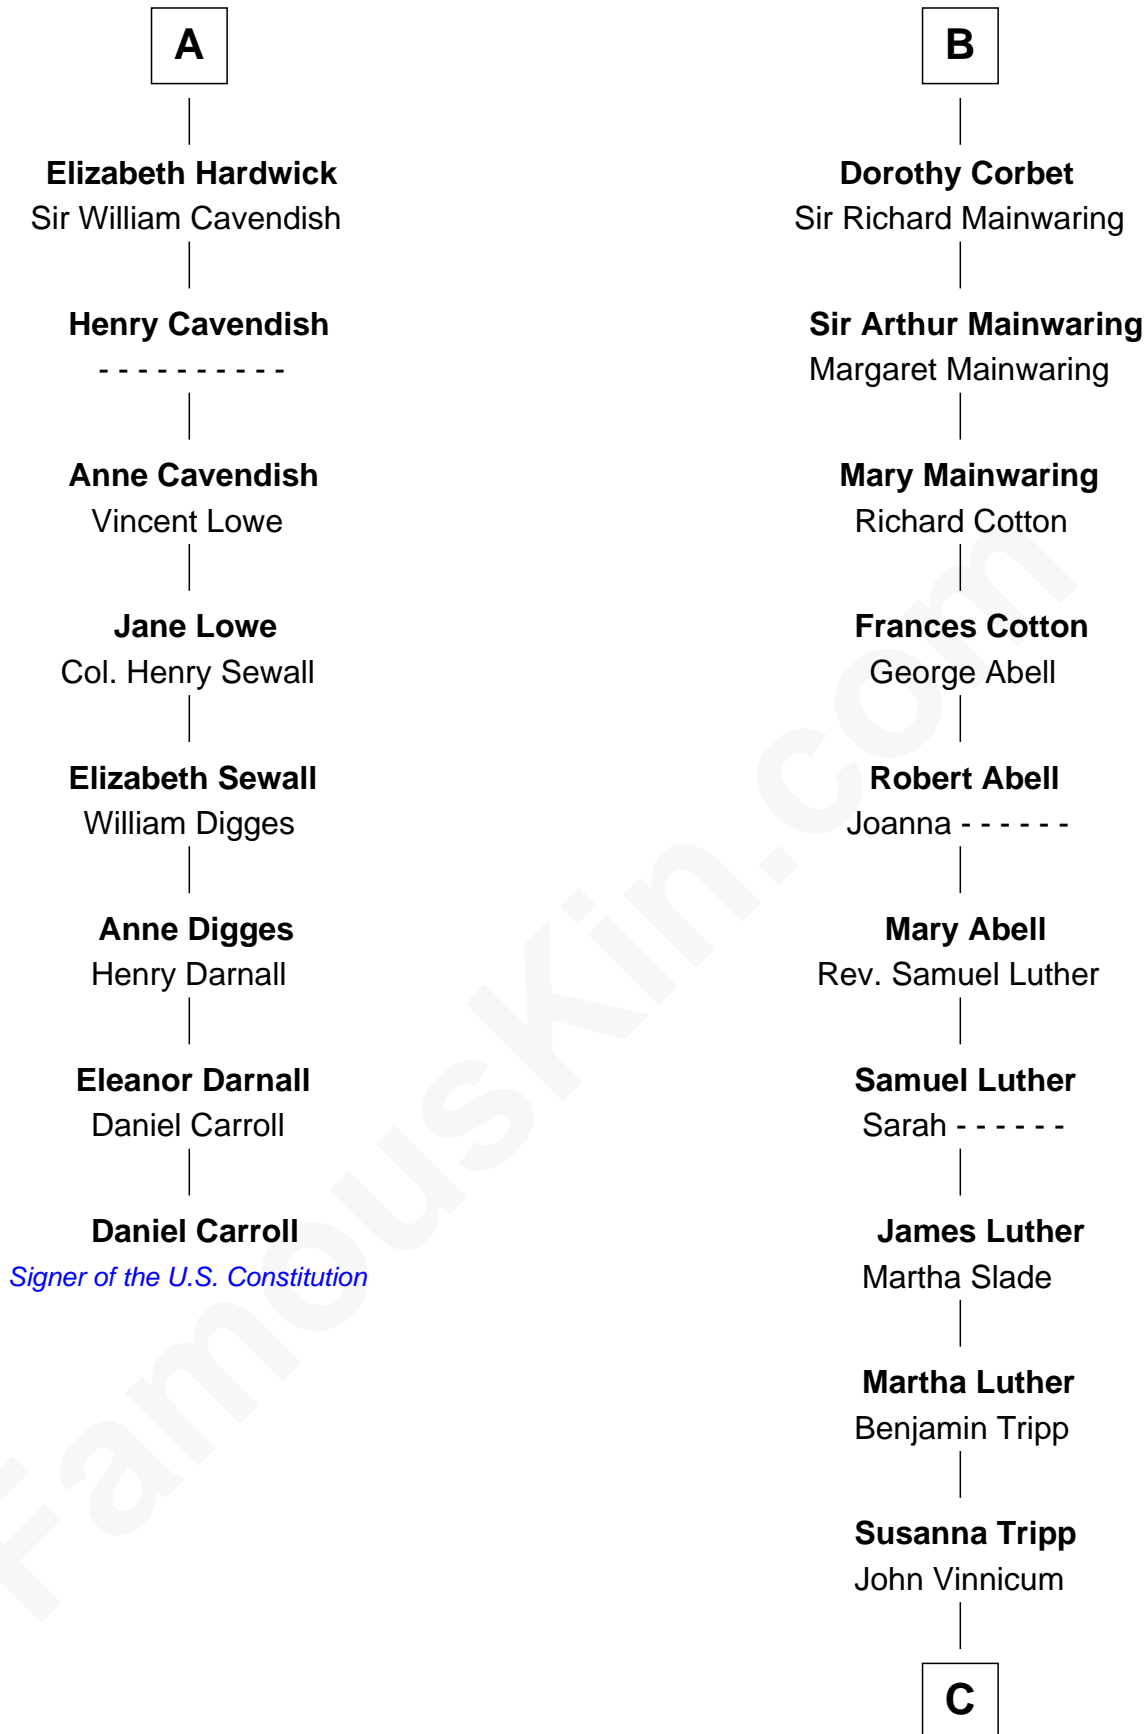 A
Elizabeth Hardwick
Sir William Cavendish
Henry Cavendish
- - - - - - - - - -
Anne Cavendish
Vincent Lowe
Jane Lowe
Col. Henry Sewall
Elizabeth Sewall
William Digges
Anne Digges
Henry Darnall
Eleanor Darnall
Daniel Carroll
Daniel Carroll
Signer of the U.S. Constitution
B
Dorothy Corbet
Sir Richard Mainwaring
Sir Arthur Mainwaring
Margaret Mainwaring
Mary Mainwaring
Richard Cotton
Frances Cotton
George Abell
Robert Abell
Joanna - - - - - -
Mary Abell
Rev. Samuel Luther
Samuel Luther
Sarah - - - - - -
James Luther
Martha Slade
Martha Luther
Benjamin Tripp
Susanna Tripp
John Vinnicum
C
FamousKin.com